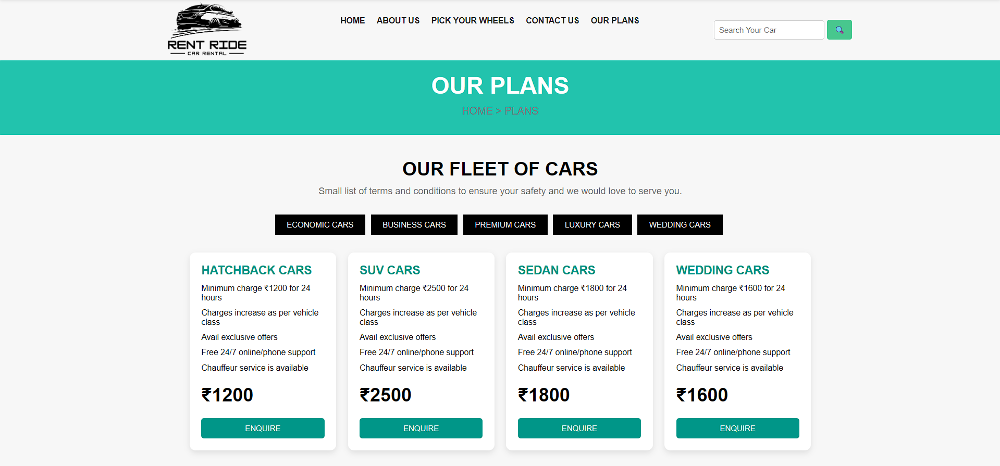 RENT RIDE
CAR RENTAL
HOME ABOUT US PICK YOUR WHEELS CONTACT US OUR PLANS
Search Your Car
OUR PLANS
HOME > PLANS
OUR FLEET OF CARS
Small list of terms and conditions to ensure your safety and we would love to serve you.
ECONOMIC CARS BUSINESS CARS PREMIUM CARS LUXURY CARS WEDDING CARS
HATCHBACK CARS
Minimum charge ₹1200 for 24
hours
Charges increase as per vehicle
class
Avail exclusive offers
Free 24/7 online/phone support
Chauffeur service is available
₹1200
ENQUIRE
SUV CARS
Minimum charge ₹2500 for 24
hours
Charges increase as per vehicle
class
Avail exclusive offers
Free 24/7 online/phone support
Chauffeur service is available
₹2500
ENQUIRE
SEDAN CARS
Minimum charge ₹1800 for 24
hours
Charges increase as per vehicle
class
Avail exclusive offers
Free 24/7 online/phone support
Chauffeur service is available
₹1800
ENQUIRE
WEDDING CARS
Minimum charge ₹1600 for 24
hours
Charges increase as per vehicle
class
Avail exclusive offers
Free 24/7 online/phone support
Chauffeur service is available
₹1600
ENQUIRE